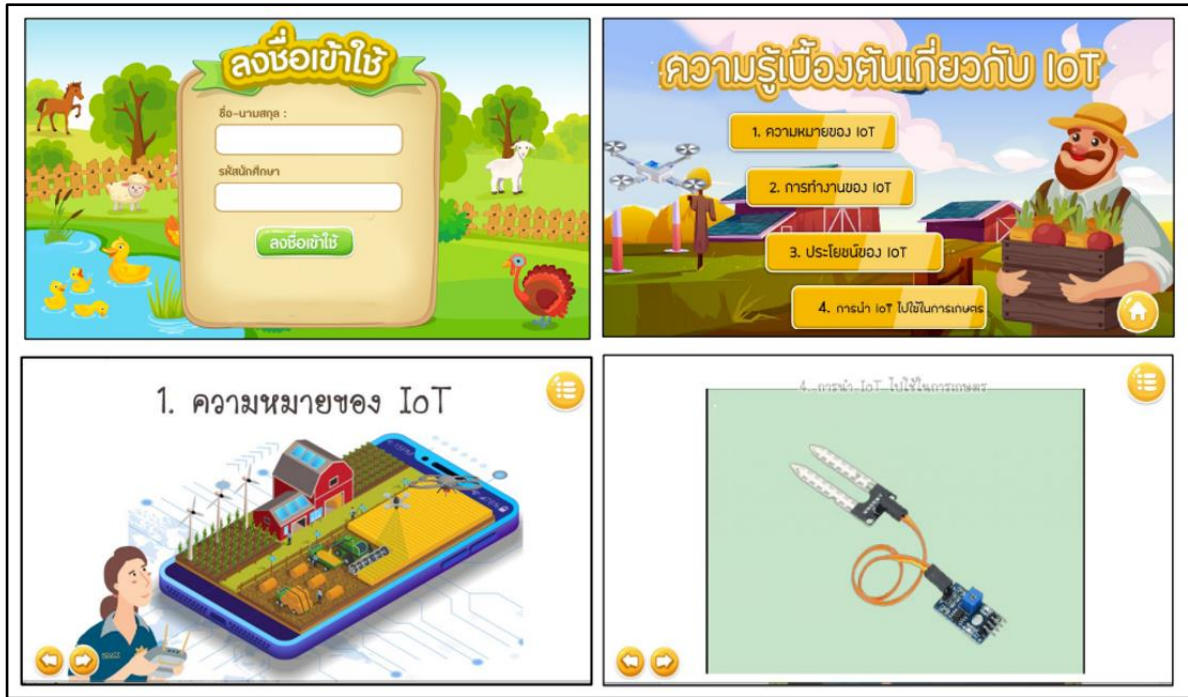 ลงชื่อเข้าใช้
ชื่อ-นามสกุล :
รหัสนักศึกษา
ลงชื่อเข้าใช้
ความรู้เบื้องต้นเกี่ยวกับ IoT
1. ความหมายของ IoT
2. การทำงานของ IoT
3. ประโยชน์ของ IoT
4. การนำ IoT ไปใช้ในการเกษตร
1. ความหมายของ IoT
4. การนำ IoT ไปใช้ในการเกษตร